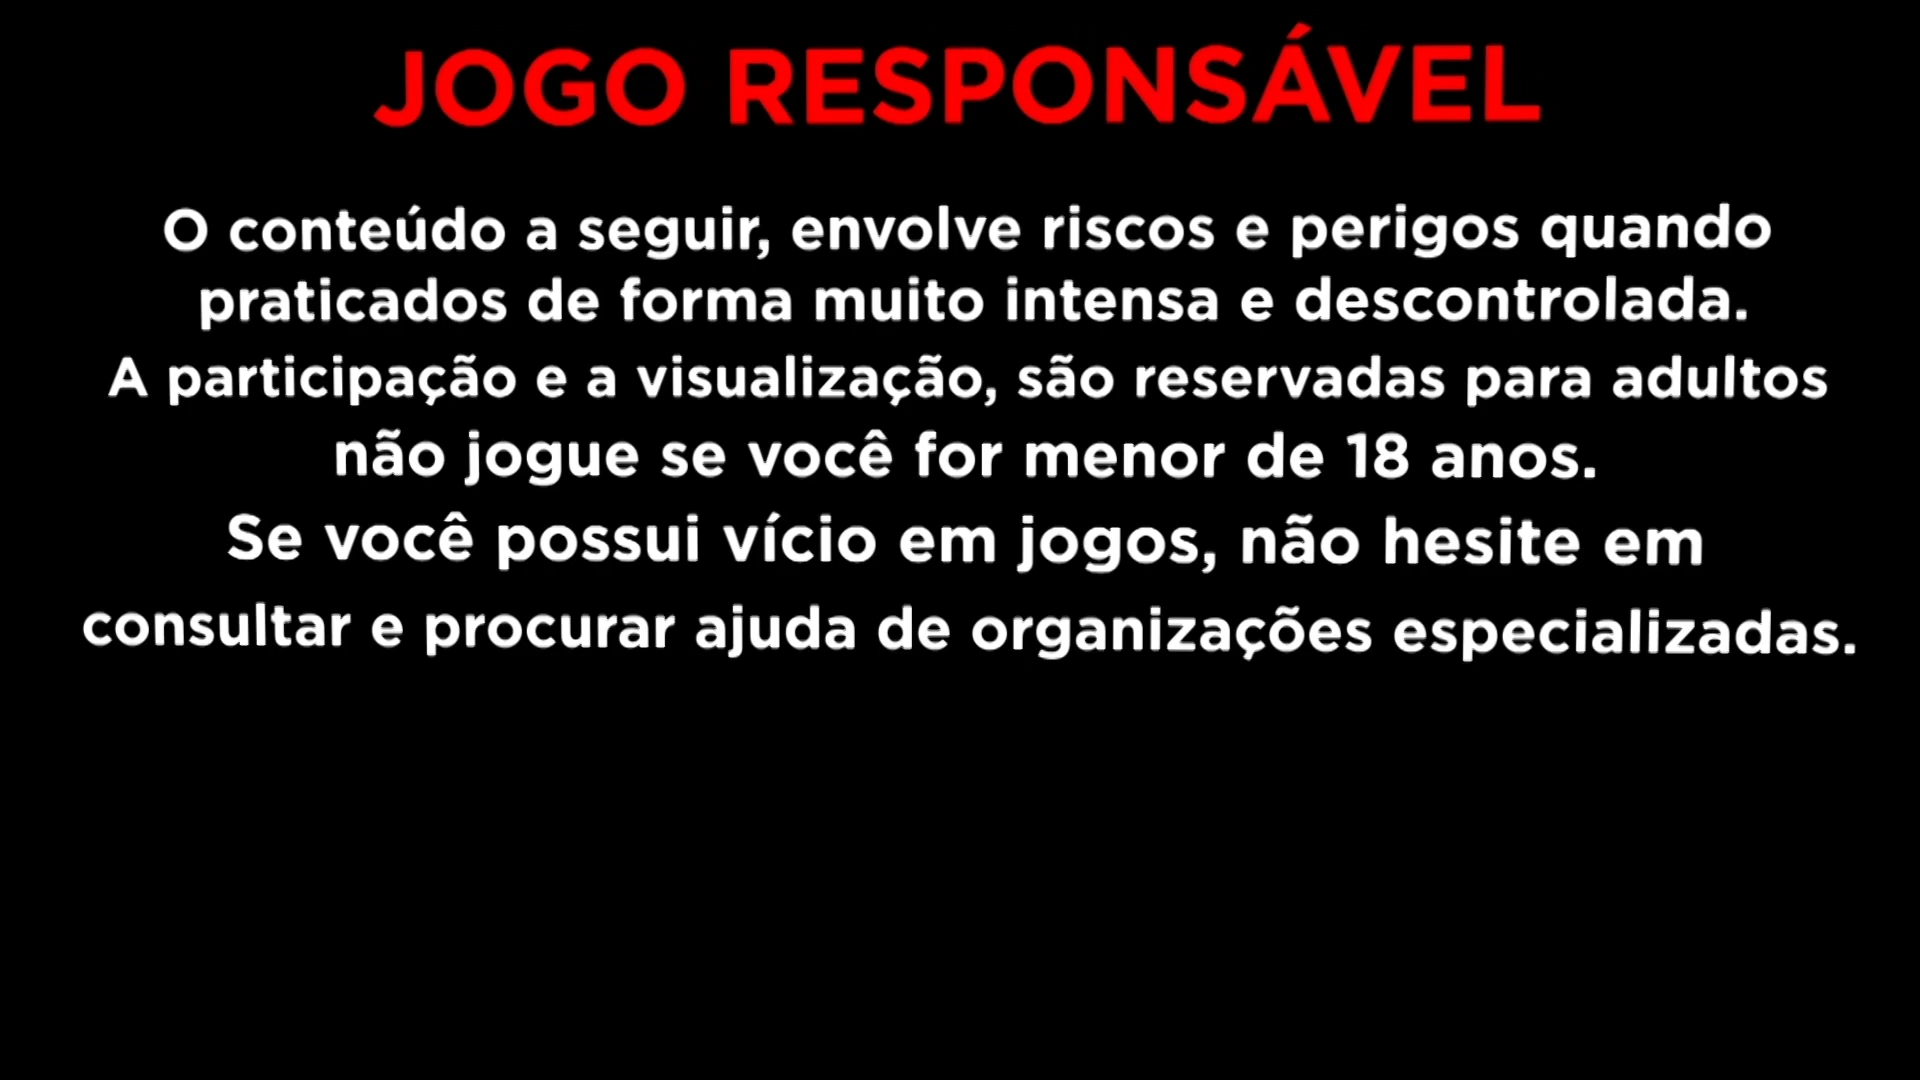 JOGO RESPONSÁVEL
O conteúdo a seguir, envolve riscos e perigos quando
praticados de forma muito intensa e descontrolada.
A participação e a visualização, são reservadas para adultos
não jogue se você for menor de 18 anos.
Se você possui vício em jogos, não hesite em
consultar e procurar ajuda de organizações especializadas.